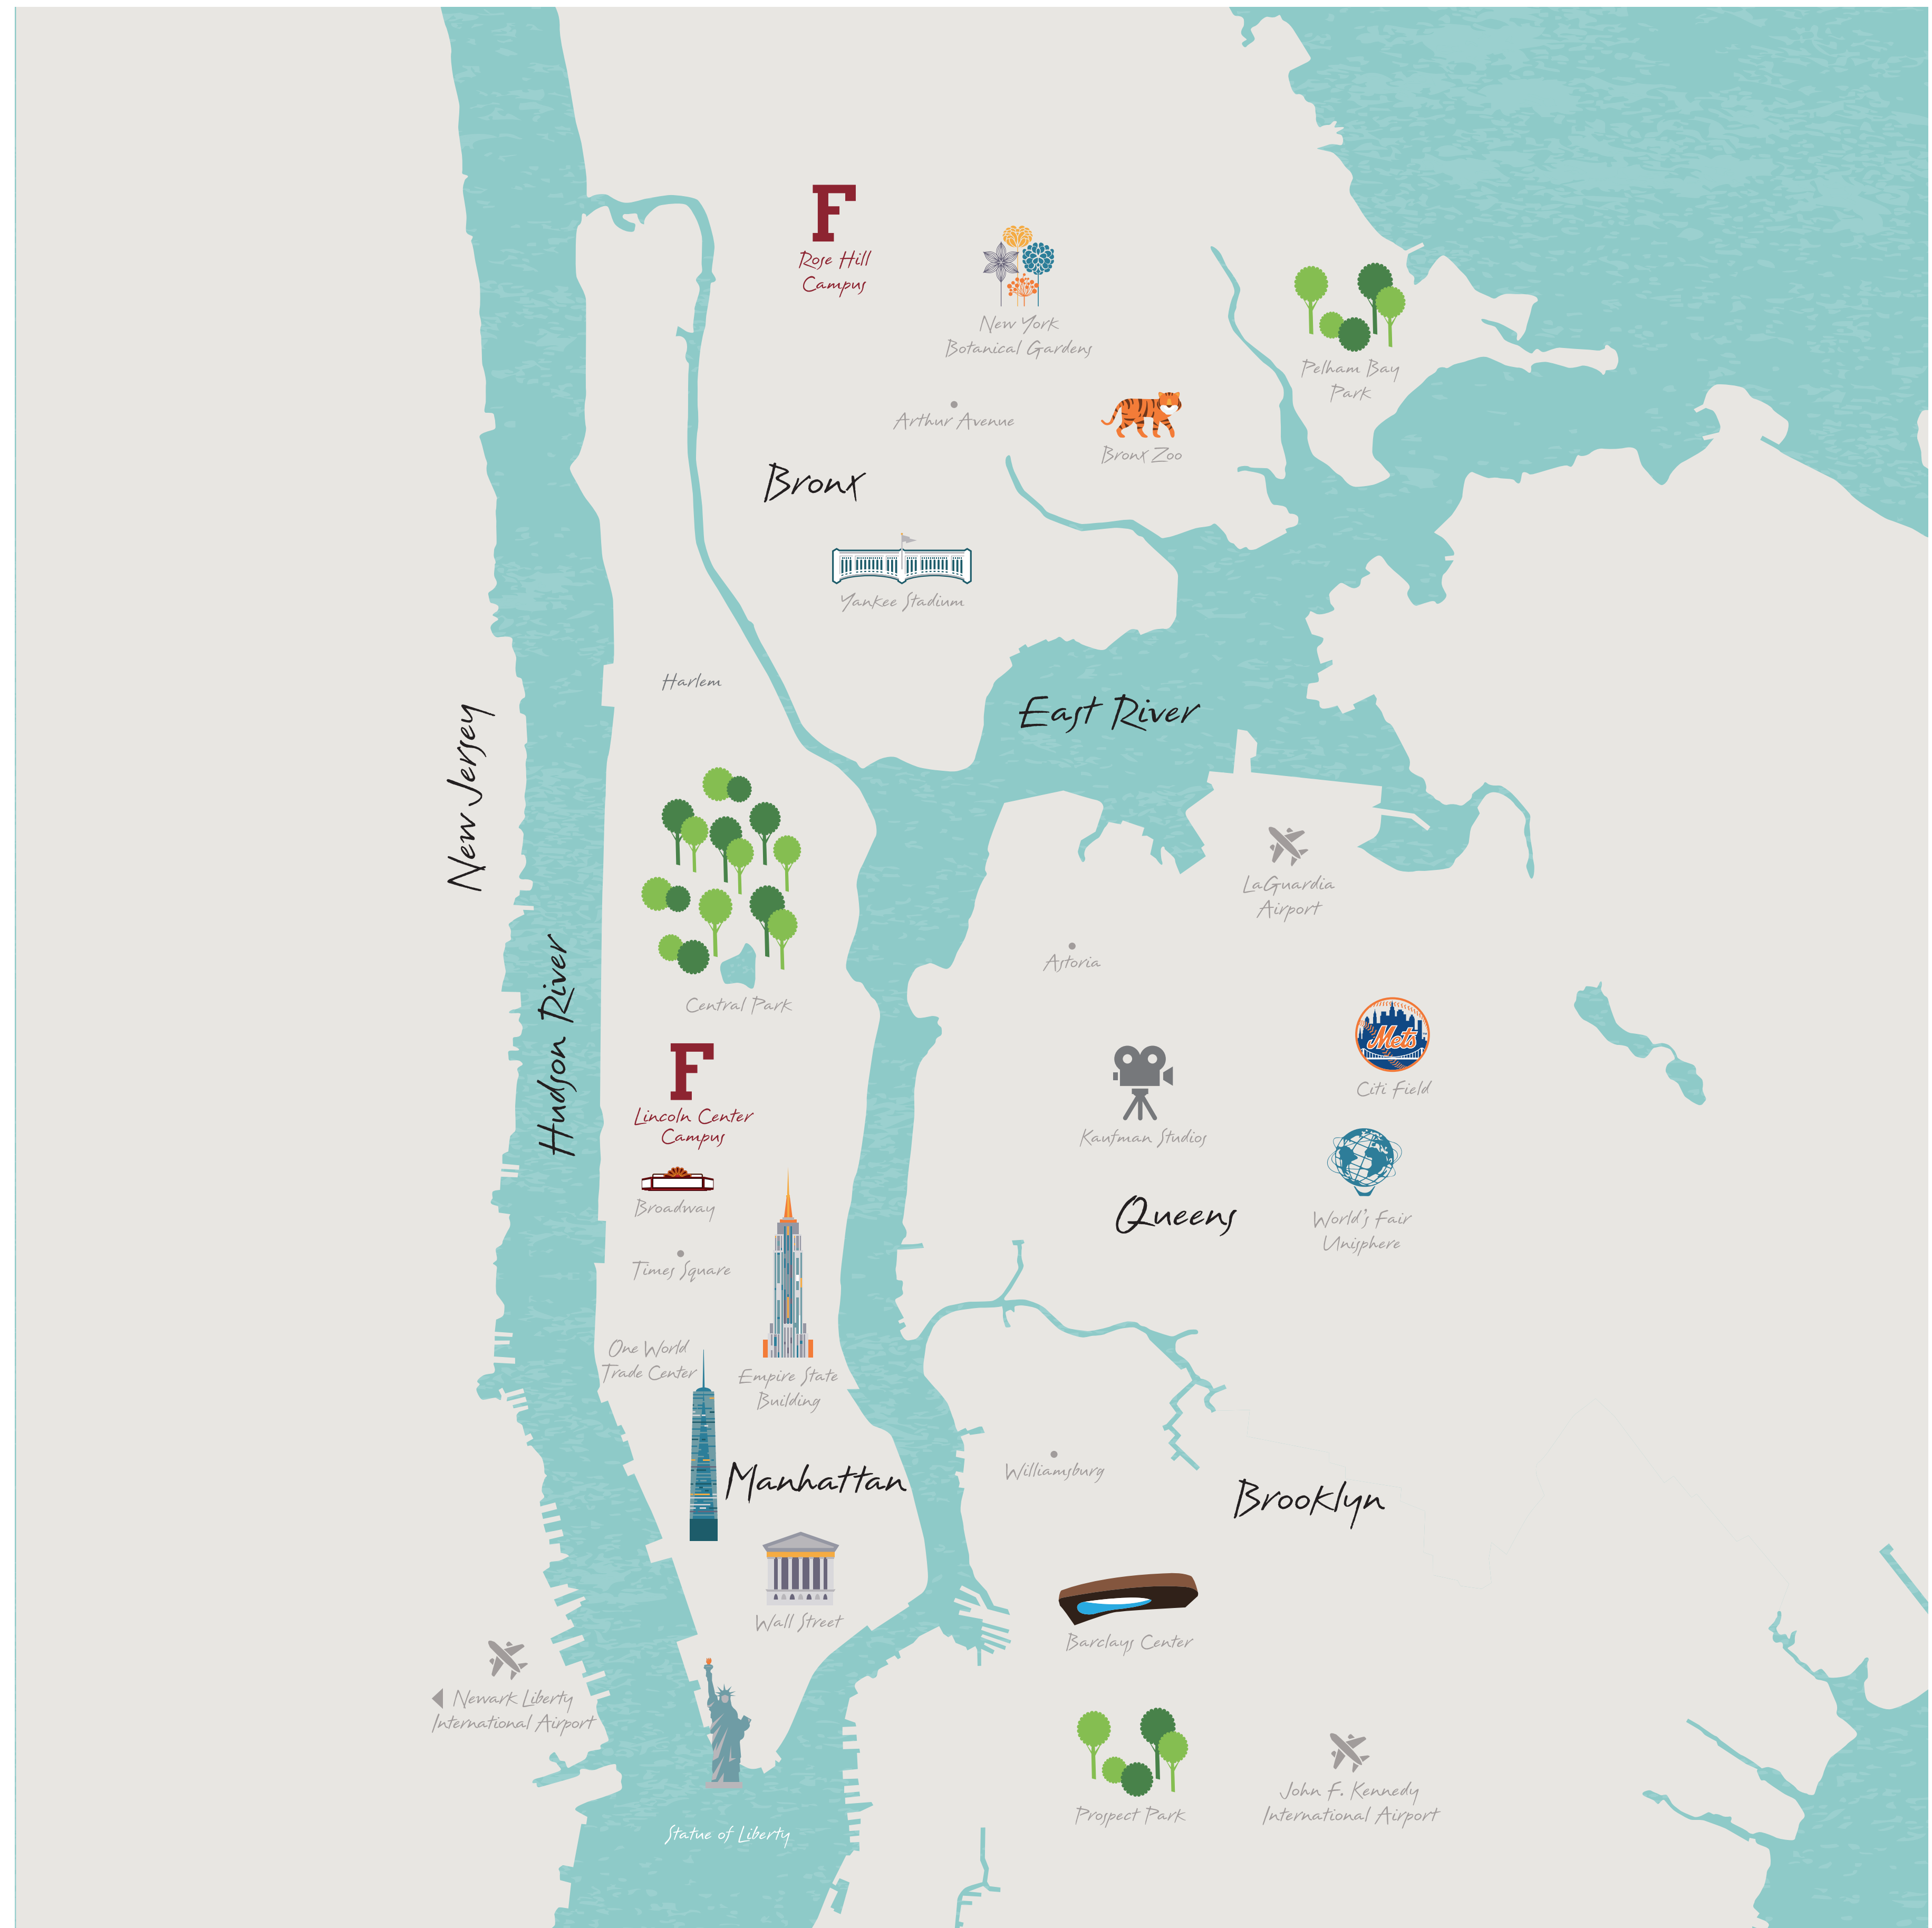 F
Rose Hill
Campus
New York
Botanical Gardens
Pelham Bay
Park
Arthur Avenue
Bronx Zoo
Bronx
Yankee Stadium
Harlem
East River
New Jersey
LaGuardia
Airport
Astoria
Central Park
Hudson River
Mets
Citi Field
F
Lincoln Center
Campus
Kaufman Studios
Broadway
Queens
World's Fair
Unisphere
Times Square
One World
Trade Center
Empire State
Building
Manhattan
Williamsburg
Brooklyn
Wall Street
Barclays Center
Newark Liberty
International Airport
Prospect Park
John F. Kennedy
International Airport
Statue of Liberty